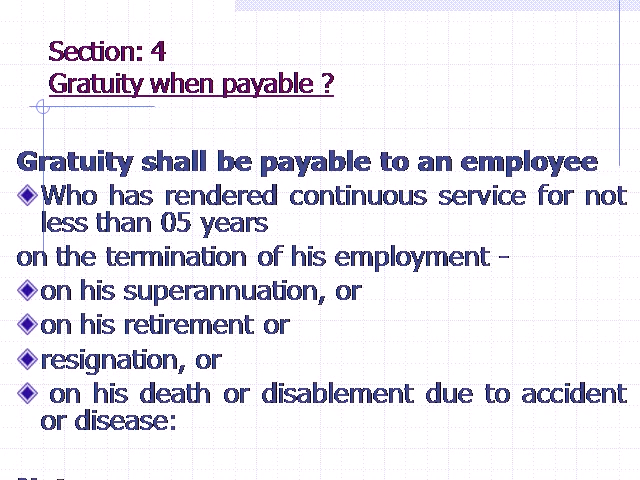 Section: 4
Gratuity when payable ?
Gratuity shall be payable to an employee
Who has rendered continuous service for not
less than 05 years
on the termination of his employment -
on his superannuation, or
on his retirement or
resignation, or
on his death or disablement due to accident
or disease: